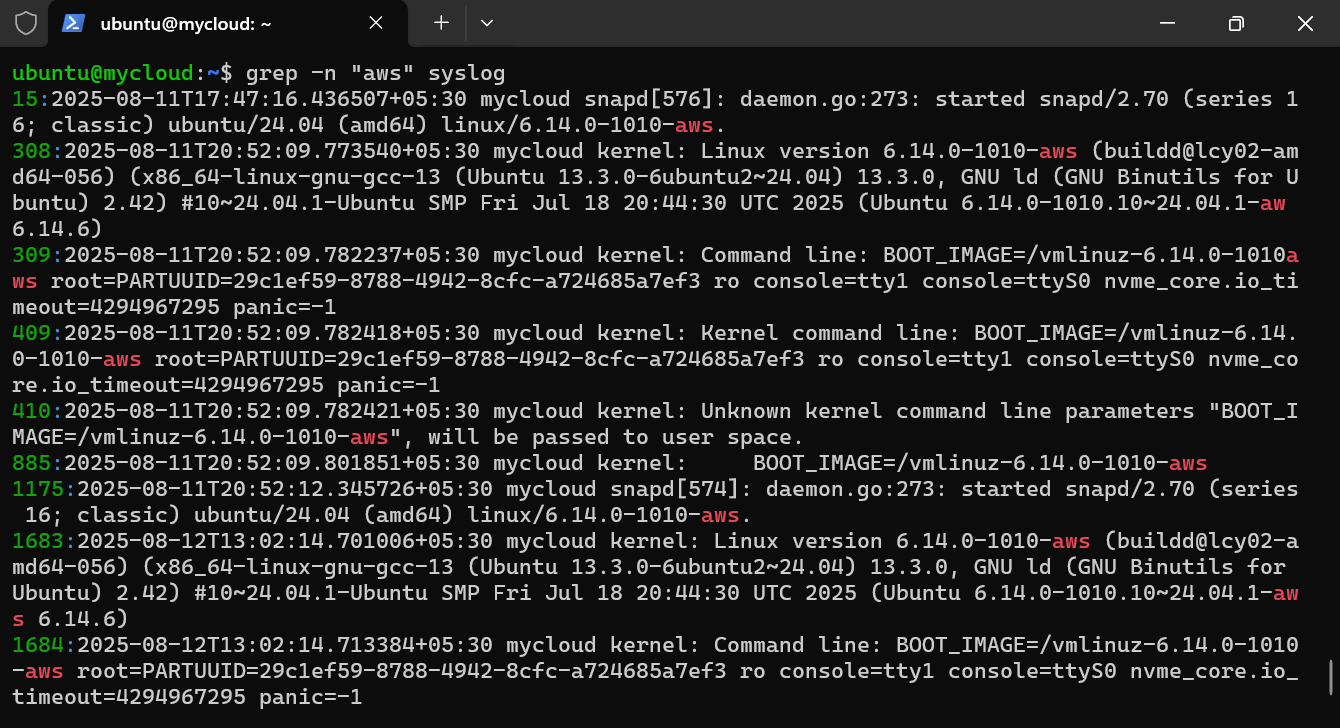 ubuntu@mycloud: ~
ubuntu@mycloud:~$ grep -n "aws" syslog
15:2025-08-11T17:47:16.436507+05:30 mycloud snapd[576]: daemon.go:273: started snapd/2.70 (series 1
6; classic) ubuntu/24.04 (amd64) linux/6.14.0-1010-aws.
308:2025-08-11T20:52:09.773540+05:30 mycloud kernel: Linux version 6.14.0-1010-aws (buildd@lcy02-am
d64-056) (x86_64-linux-gnu-gcc-13 (Ubuntu 13.3.0-6ubuntu2~24.04) 13.3.0, GNU ld (GNU Binutils for U
buntu) 2.42) #10~24.04.1-Ubuntu SMP Fri Jul 18 20:44:30 UTC 2025 (Ubuntu 6.14.0-1010.10~24.04.1-aw
6.14.6)
309:2025-08-11T20:52:09.782237+05:30 mycloud kernel: Command line: BOOT_IMAGE=/vmlinuz-6.14.0-1010a
ws root=PARTUUID=29c1ef59-8788-4942-8cfc-a724685a7ef3 ro console=tty1 console=ttyS0 nvme_core.io_ti
meout=4294967295 panic=-1
409:2025-08-11T20:52:09.782418+05:30 mycloud kernel: Kernel command line: BOOT_IMAGE=/vmlinuz-6.14.
0-1010-aws root=PARTUUID=29c1ef59-8788-4942-8cfc-a724685a7ef3 ro console=tty1 console=ttyS0 nvme_co
re.io_timeout=4294967295 panic=-1
410:2025-08-11T20:52:09.782421+05:30 mycloud kernel: Unknown kernel command line parameters "BOOT_I
MAGE=/vmlinuz-6.14.0-1010-aws", will be passed to user space.
885:2025-08-11T20:52:09.801851+05:30 mycloud kernel:     BOOT_IMAGE=/vmlinuz-6.14.0-1010-aws
1175:2025-08-11T20:52:12.345726+05:30 mycloud snapd[574]: daemon.go:273: started snapd/2.70 (series
 16; classic) ubuntu/24.04 (amd64) linux/6.14.0-1010-aws.
1683:2025-08-12T13:02:14.701006+05:30 mycloud kernel: Linux version 6.14.0-1010-aws (buildd@lcy02-a
md64-056) (x86_64-linux-gnu-gcc-13 (Ubuntu 13.3.0-6ubuntu2~24.04) 13.3.0, GNU ld (GNU Binutils for
Ubuntu) 2.42) #10~24.04.1-Ubuntu SMP Fri Jul 18 20:44:30 UTC 2025 (Ubuntu 6.14.0-1010.10~24.04.1-aw
s 6.14.6)
1684:2025-08-12T13:02:14.713384+05:30 mycloud kernel: Command line: BOOT_IMAGE=/vmlinuz-6.14.0-1010
-aws root=PARTUUID=29c1ef59-8788-4942-8cfc-a724685a7ef3 ro console=tty1 console=ttyS0 nvme_core.io_
timeout=4294967295 panic=-1